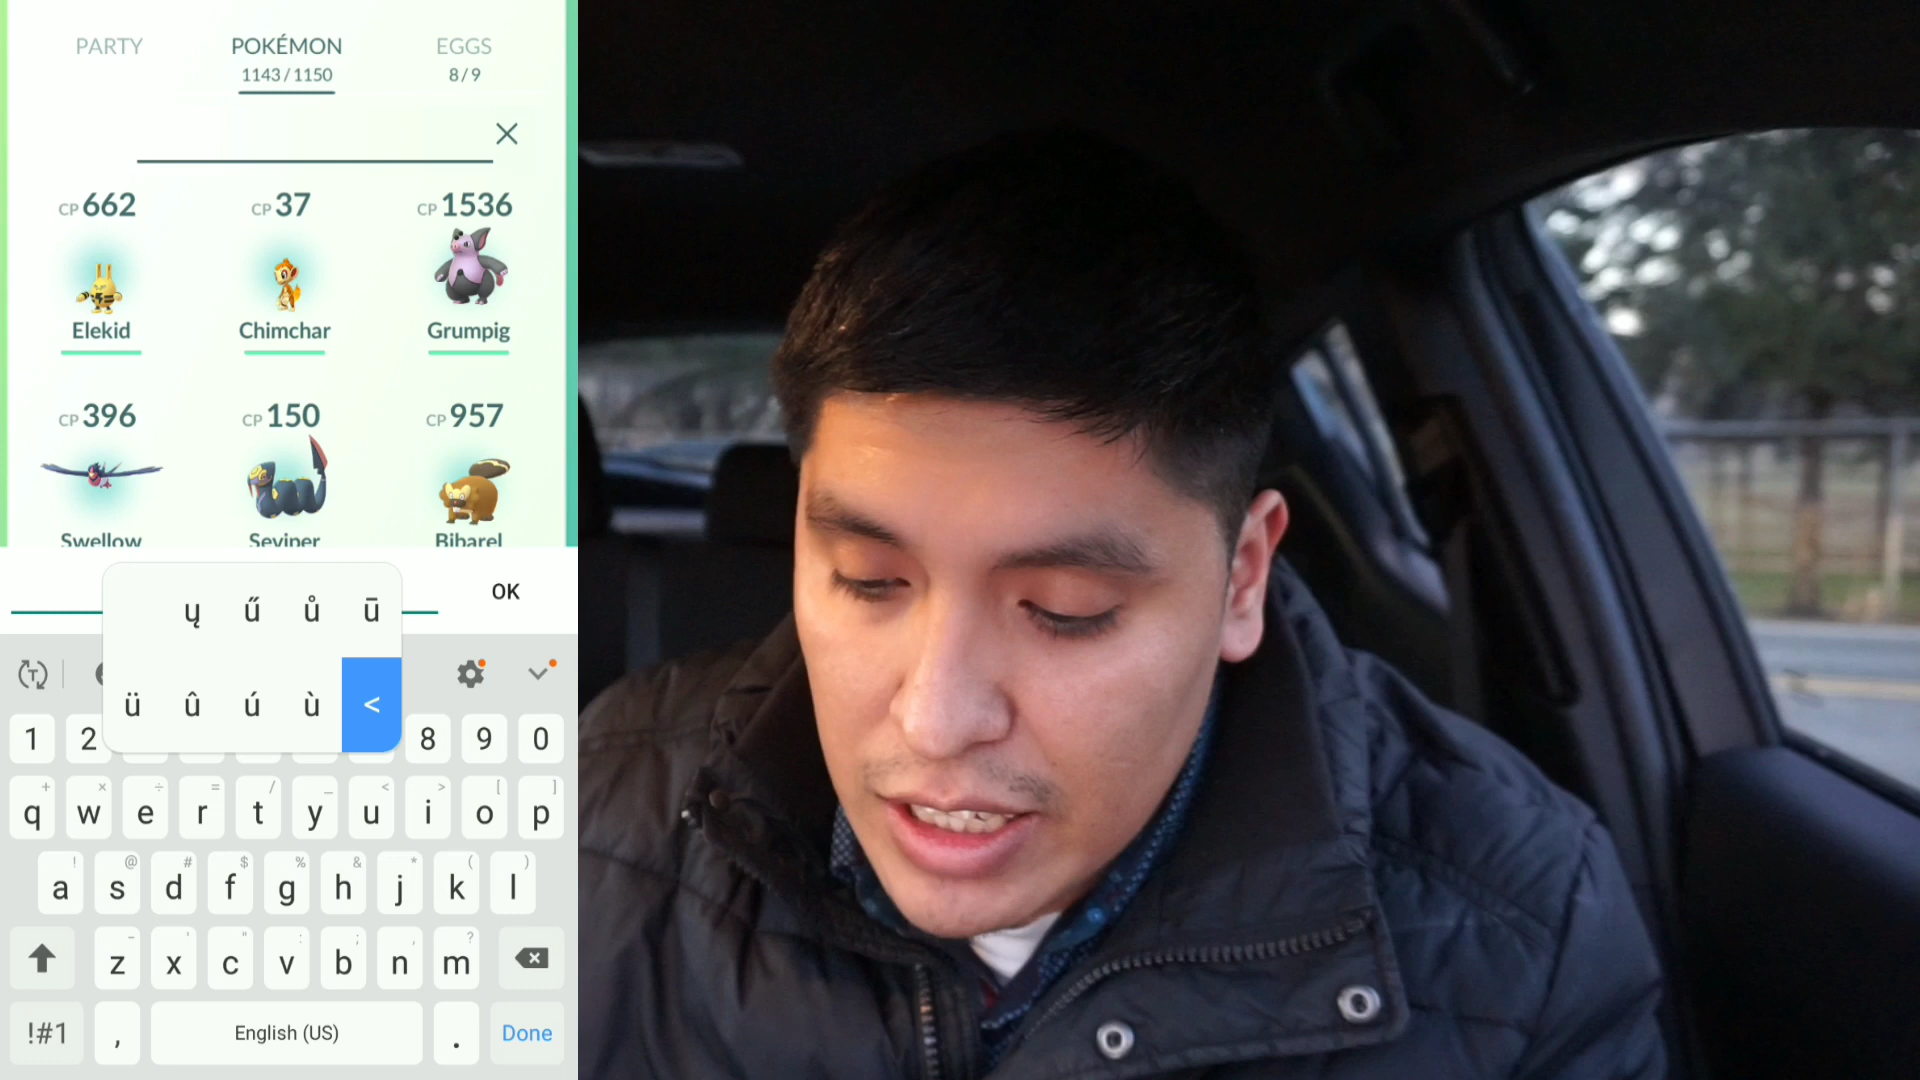 PARTY POKÉMON EGGS
1143/1150 8/9
CP 662 CP 37 CP 1536
Elekid Chimchar Grumpig
CP 396 CP 150 CP 957
Swellow Seviper Bibarel
OK
ų ű ů ū
ü û ú ù <
1 2 8 9 0
+ × ÷ = / _ < > [ ]
q w e r t y u i o p
! @ # $ % & * ( )
a s d f g h j k l
- ' " : ; , ?
z x c v b n m
!#1 , English (US) . Done